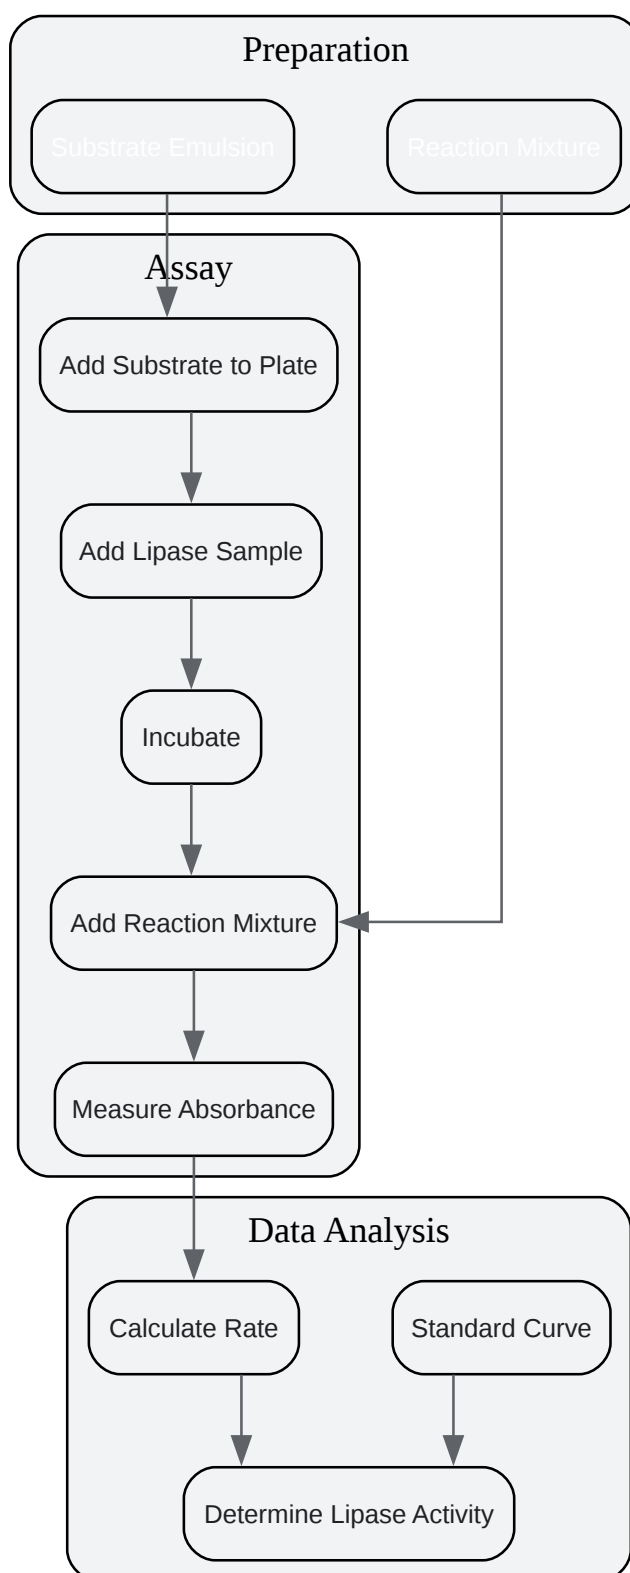 Preparation
Substrate Emulsion
Reaction Mixture
Assay
Add Substrate to Plate
Add Lipase Sample
Incubate
Add Reaction Mixture
Measure Absorbance
Data Analysis
Calculate Rate
Standard Curve
Determine Lipase Activity